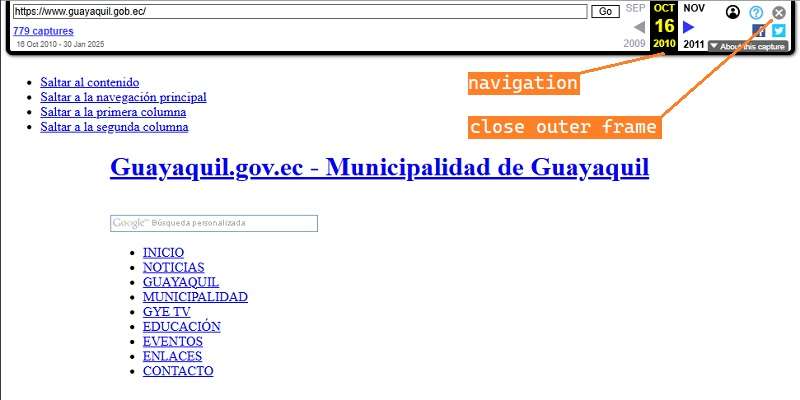 https://www.guayaquil.gob.ec/
Go
SEP
OCT
NOV
779 captures
16
16 Oct 2010 - 30 Jan 2025
2009
2010
2011
About this capture
navigation
close outer frame
Saltar al contenido
Saltar a la navegación principal
Saltar a la primera columna
Saltar a la segunda columna
Guayaquil.gov.ec - Municipalidad de Guayaquil
Google™ Búsqueda personalizada
INICIO
NOTICIAS
GUAYAQUIL
MUNICIPALIDAD
GYE TV
EDUCACIÓN
EVENTOS
ENLACES
CONTACTO